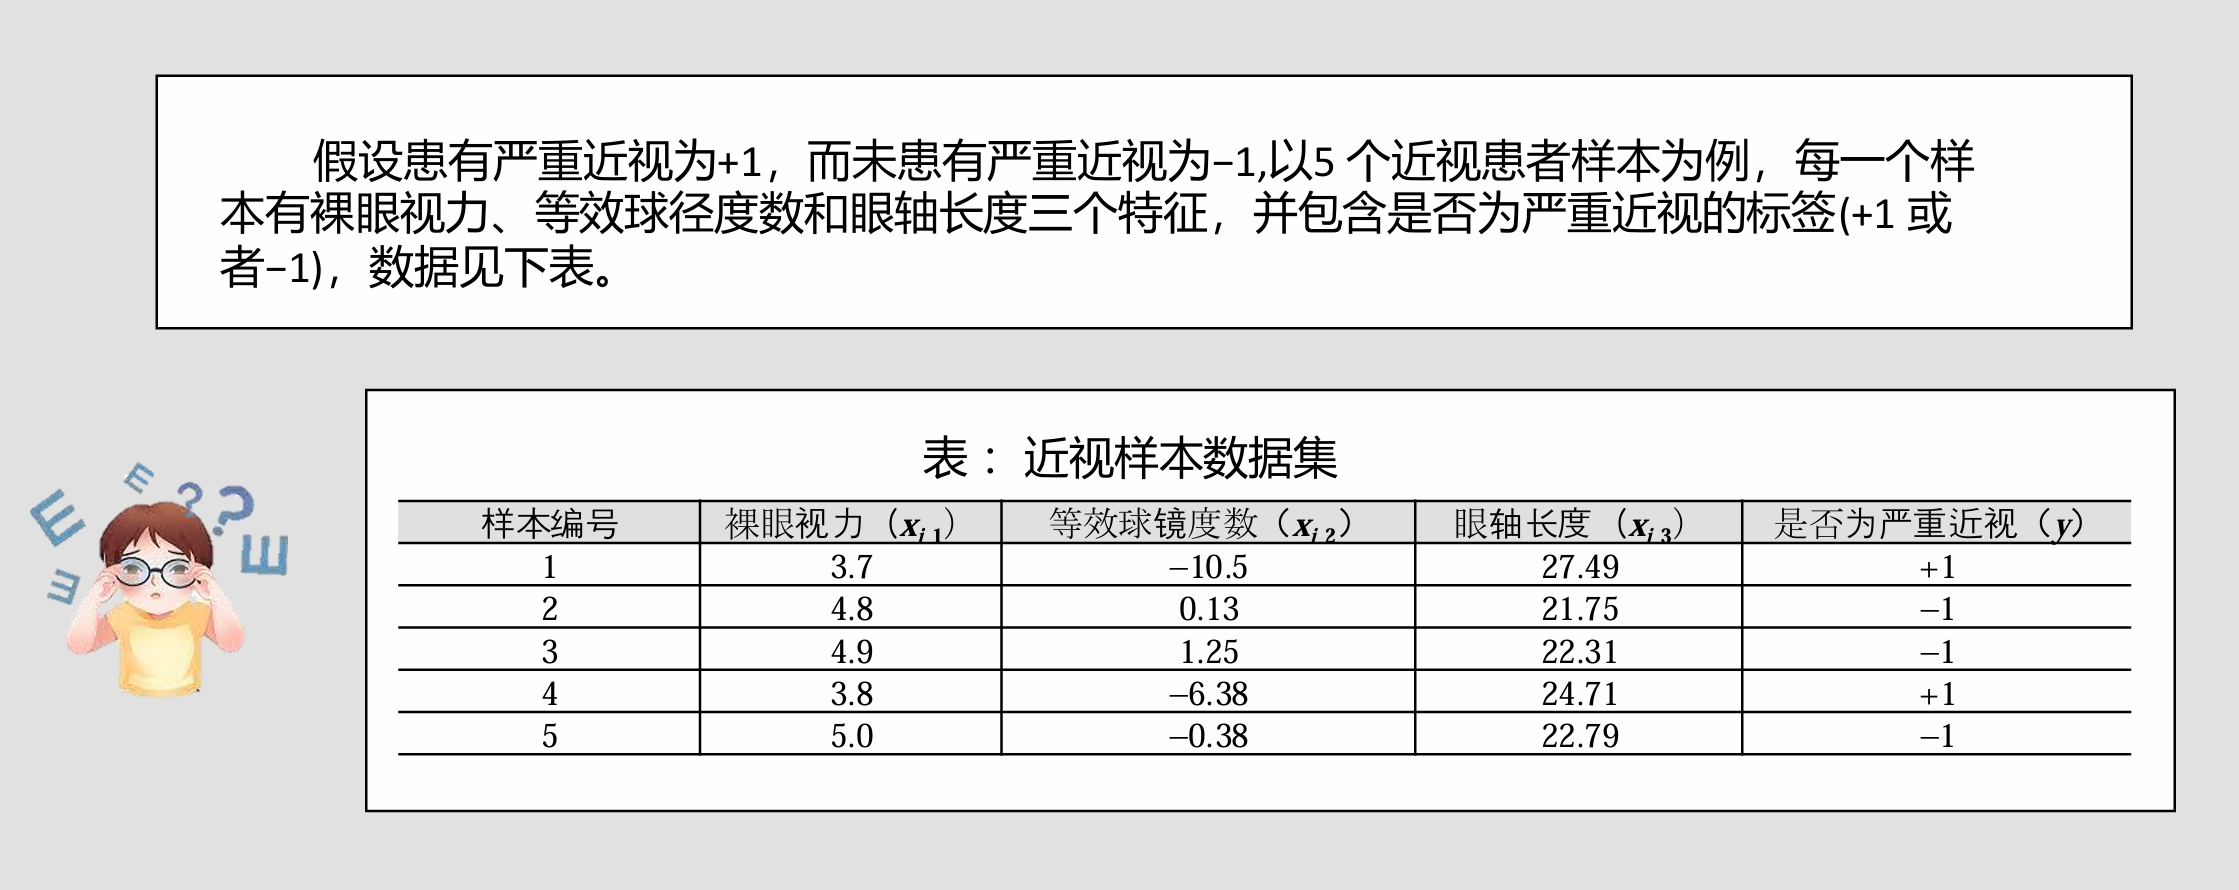 假设患有严重近视为+1，而未患有严重近视为−1,以5 个近视患者样本为例，每一个样
本有裸眼视力、等效球径度数和眼轴长度三个特征，并包含是否为严重近视的标签(+1 或
者−1)，数据见下表。
表： 近视样本数据集
样本编号 裸眼视力（x_{i 1}） 等效球镜度数（x_{i 2}） 眼轴长度（x_{i 3}） 是否为严重近视（y）
1 3.7 −10.5 27.49 +1
2 4.8 0.13 21.75 −1
3 4.9 1.25 22.31 −1
4 3.8 −6.38 24.71 +1
5 5.0 −0.38 22.79 −1
E
E
E
E
? ?